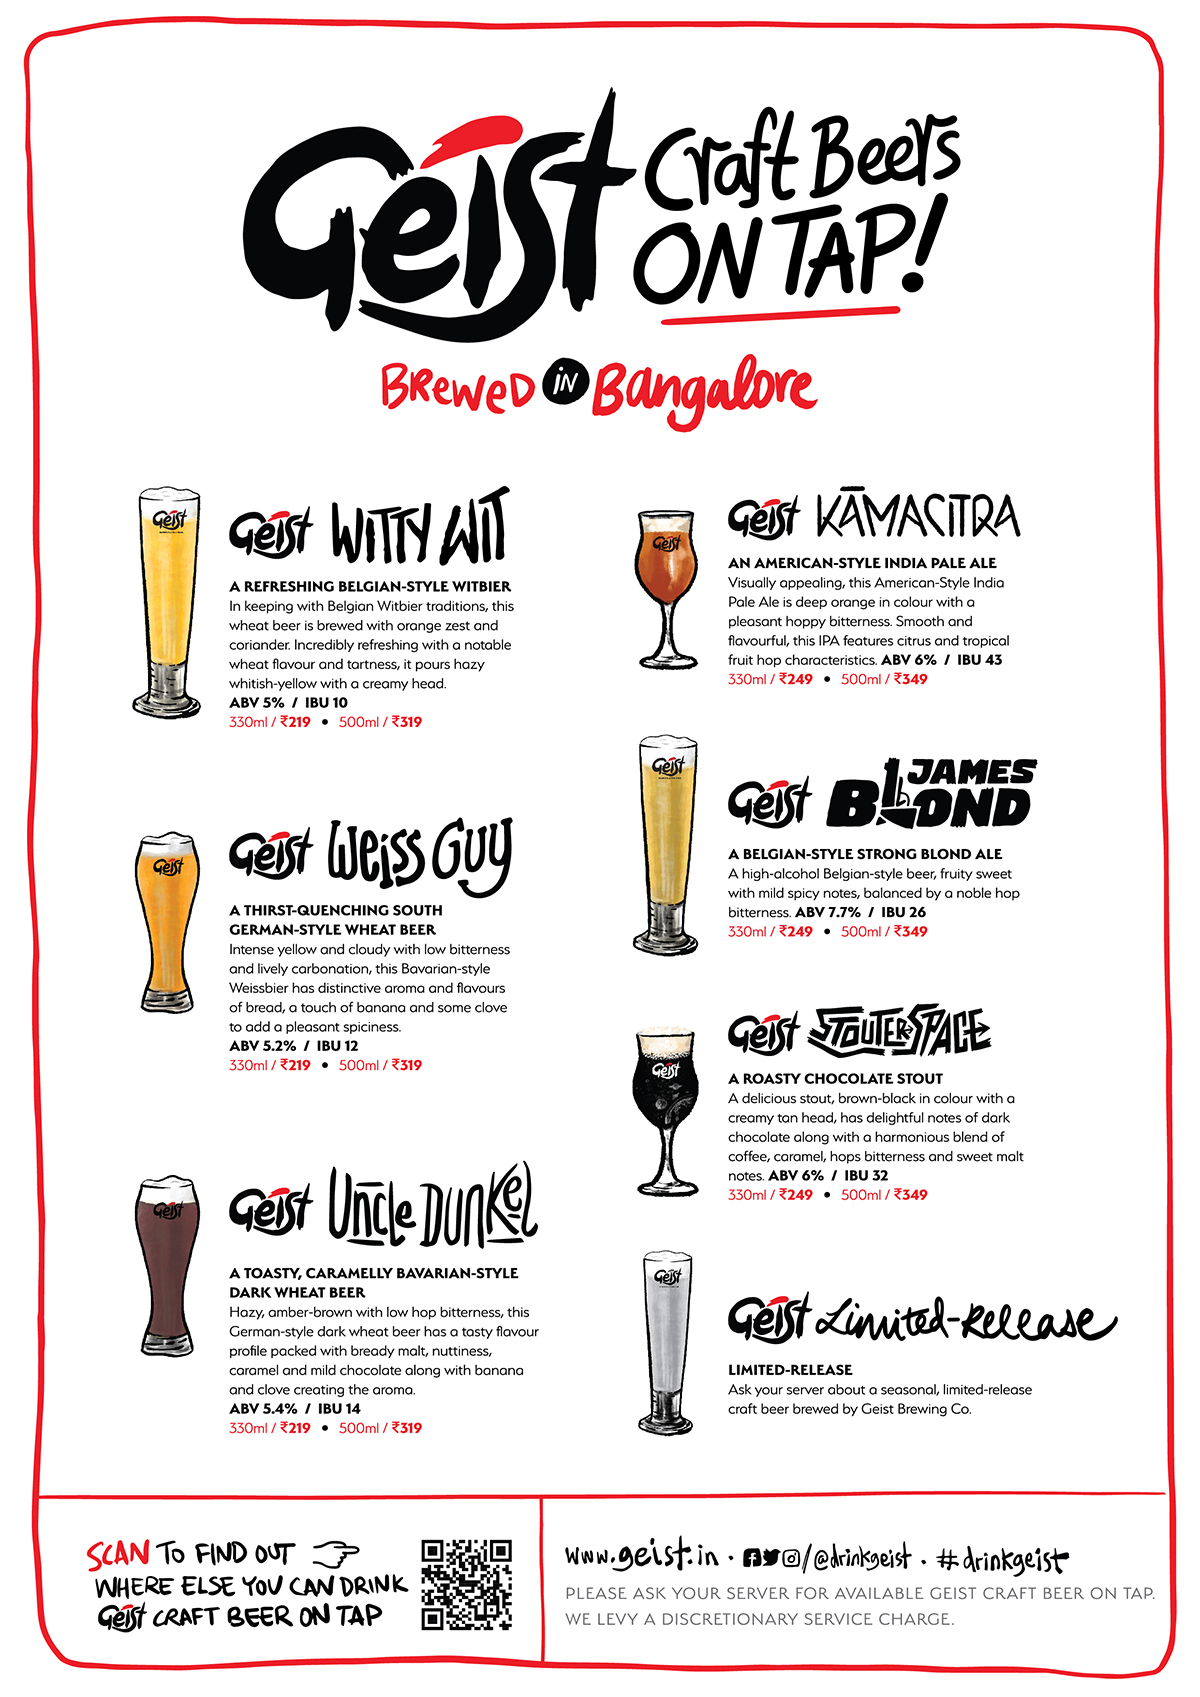 Geist Craft Beers
ON TAP!
BReWeD iN Bangalore
Geist
Geist WITTY WIT
A REFRESHING BELGIAN-STYLE WITBIER
In keeping with Belgian Witbier traditions, this
wheat beer is brewed with orange zest and
coriander. Incredibly refreshing with a notable
wheat flavour and tartness, it pours hazy
whitish-yellow with a creamy head.
ABV 5% / IBU 10
330ml / ₹219 • 500ml / ₹319
Geist
Geist Weiss Guy
A THIRST-QUENCHING SOUTH
GERMAN-STYLE WHEAT BEER
Intense yellow and cloudy with low bitterness
and lively carbonation, this Bavarian-style
Weissbier has distinctive aroma and flavours
of bread, a touch of banana and some clove
to add a pleasant spiciness.
ABV 5.2% / IBU 12
330ml / ₹219 • 500ml / ₹319
Geist
Geist Uncle Dunkel
A TOASTY, CARAMELLY BAVARIAN-STYLE
DARK WHEAT BEER
Hazy, amber-brown with low hop bitterness, this
German-style dark wheat beer has a tasty flavour
profile packed with bready malt, nuttiness,
caramel and mild chocolate along with banana
and clove creating the aroma.
ABV 5.4% / IBU 14
330ml / ₹219 • 500ml / ₹319
Geist
Geist KĀMACITRA
AN AMERICAN-STYLE INDIA PALE ALE
Visually appealing, this American-Style India
Pale Ale is deep orange in colour with a
pleasant hoppy bitterness. Smooth and
flavourful, this IPA features citrus and tropical
fruit hop characteristics. ABV 6% / IBU 43
330ml / ₹249 • 500ml / ₹349
Geist
Geist JAMES
BLOND
A BELGIAN-STYLE STRONG BLOND ALE
A high-alcohol Belgian-style beer, fruity sweet
with mild spicy notes, balanced by a noble hop
bitterness. ABV 7.7% / IBU 26
330ml / ₹249 • 500ml / ₹349
Geist
Geist STOUTER SPACE
A ROASTY CHOCOLATE STOUT
A delicious stout, brown-black in colour with a
creamy tan head, has delightful notes of dark
chocolate along with a harmonious blend of
coffee, caramel, hops bitterness and sweet malt
notes. ABV 6% / IBU 32
330ml / ₹249 • 500ml / ₹349
Geist
Geist Limited-Release
LIMITED-RELEASE
Ask your server about a seasonal, limited-release
craft beer brewed by Geist Brewing Co.
SCAN TO FIND OUT
WHERE ELSE YOU CAN DRINK
Geist CRAFT BEER ON TAP
www.geist.in • /@drinkgeist • #drinkgeist
PLEASE ASK YOUR SERVER FOR AVAILABLE GEIST CRAFT BEER ON TAP.
WE LEVY A DISCRETIONARY SERVICE CHARGE.